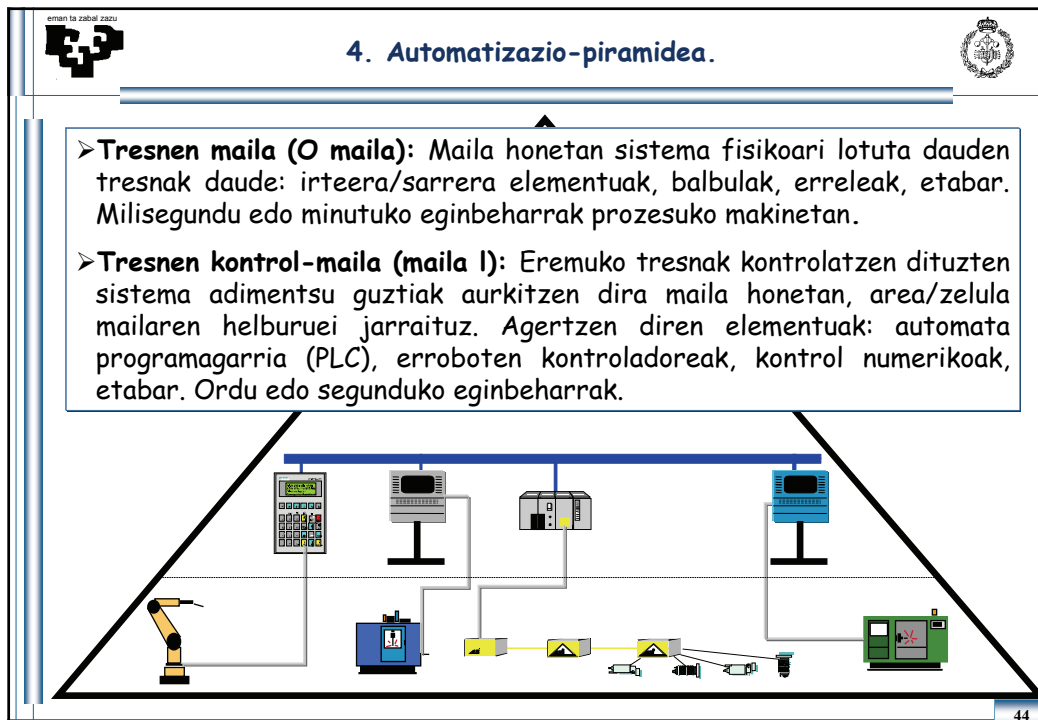 eman ta zabal zazu
4. Automatizazio-piramidea.
➢Tresnen maila (O maila): Maila honetan sistema fisikoari lotuta dauden
tresnak daude: irteera/sarrera elementuak, balbulak, erreleak, etabar.
Milisegundu edo minutuko eginbeharrak prozesuko makinetan.
➢Tresnen kontrol-maila (maila l): Eremuko tresnak kontrolatzen dituzten
sistema adimentsu guztiak aurkitzen dira maila honetan, area/zelula
mailaren helburuei jarraituz. Agertzen diren elementuak: automata
programagarria (PLC), erroboten kontroladoreak, kontrol numerikoak,
etabar. Ordu edo segunduko eginbeharrak.
44